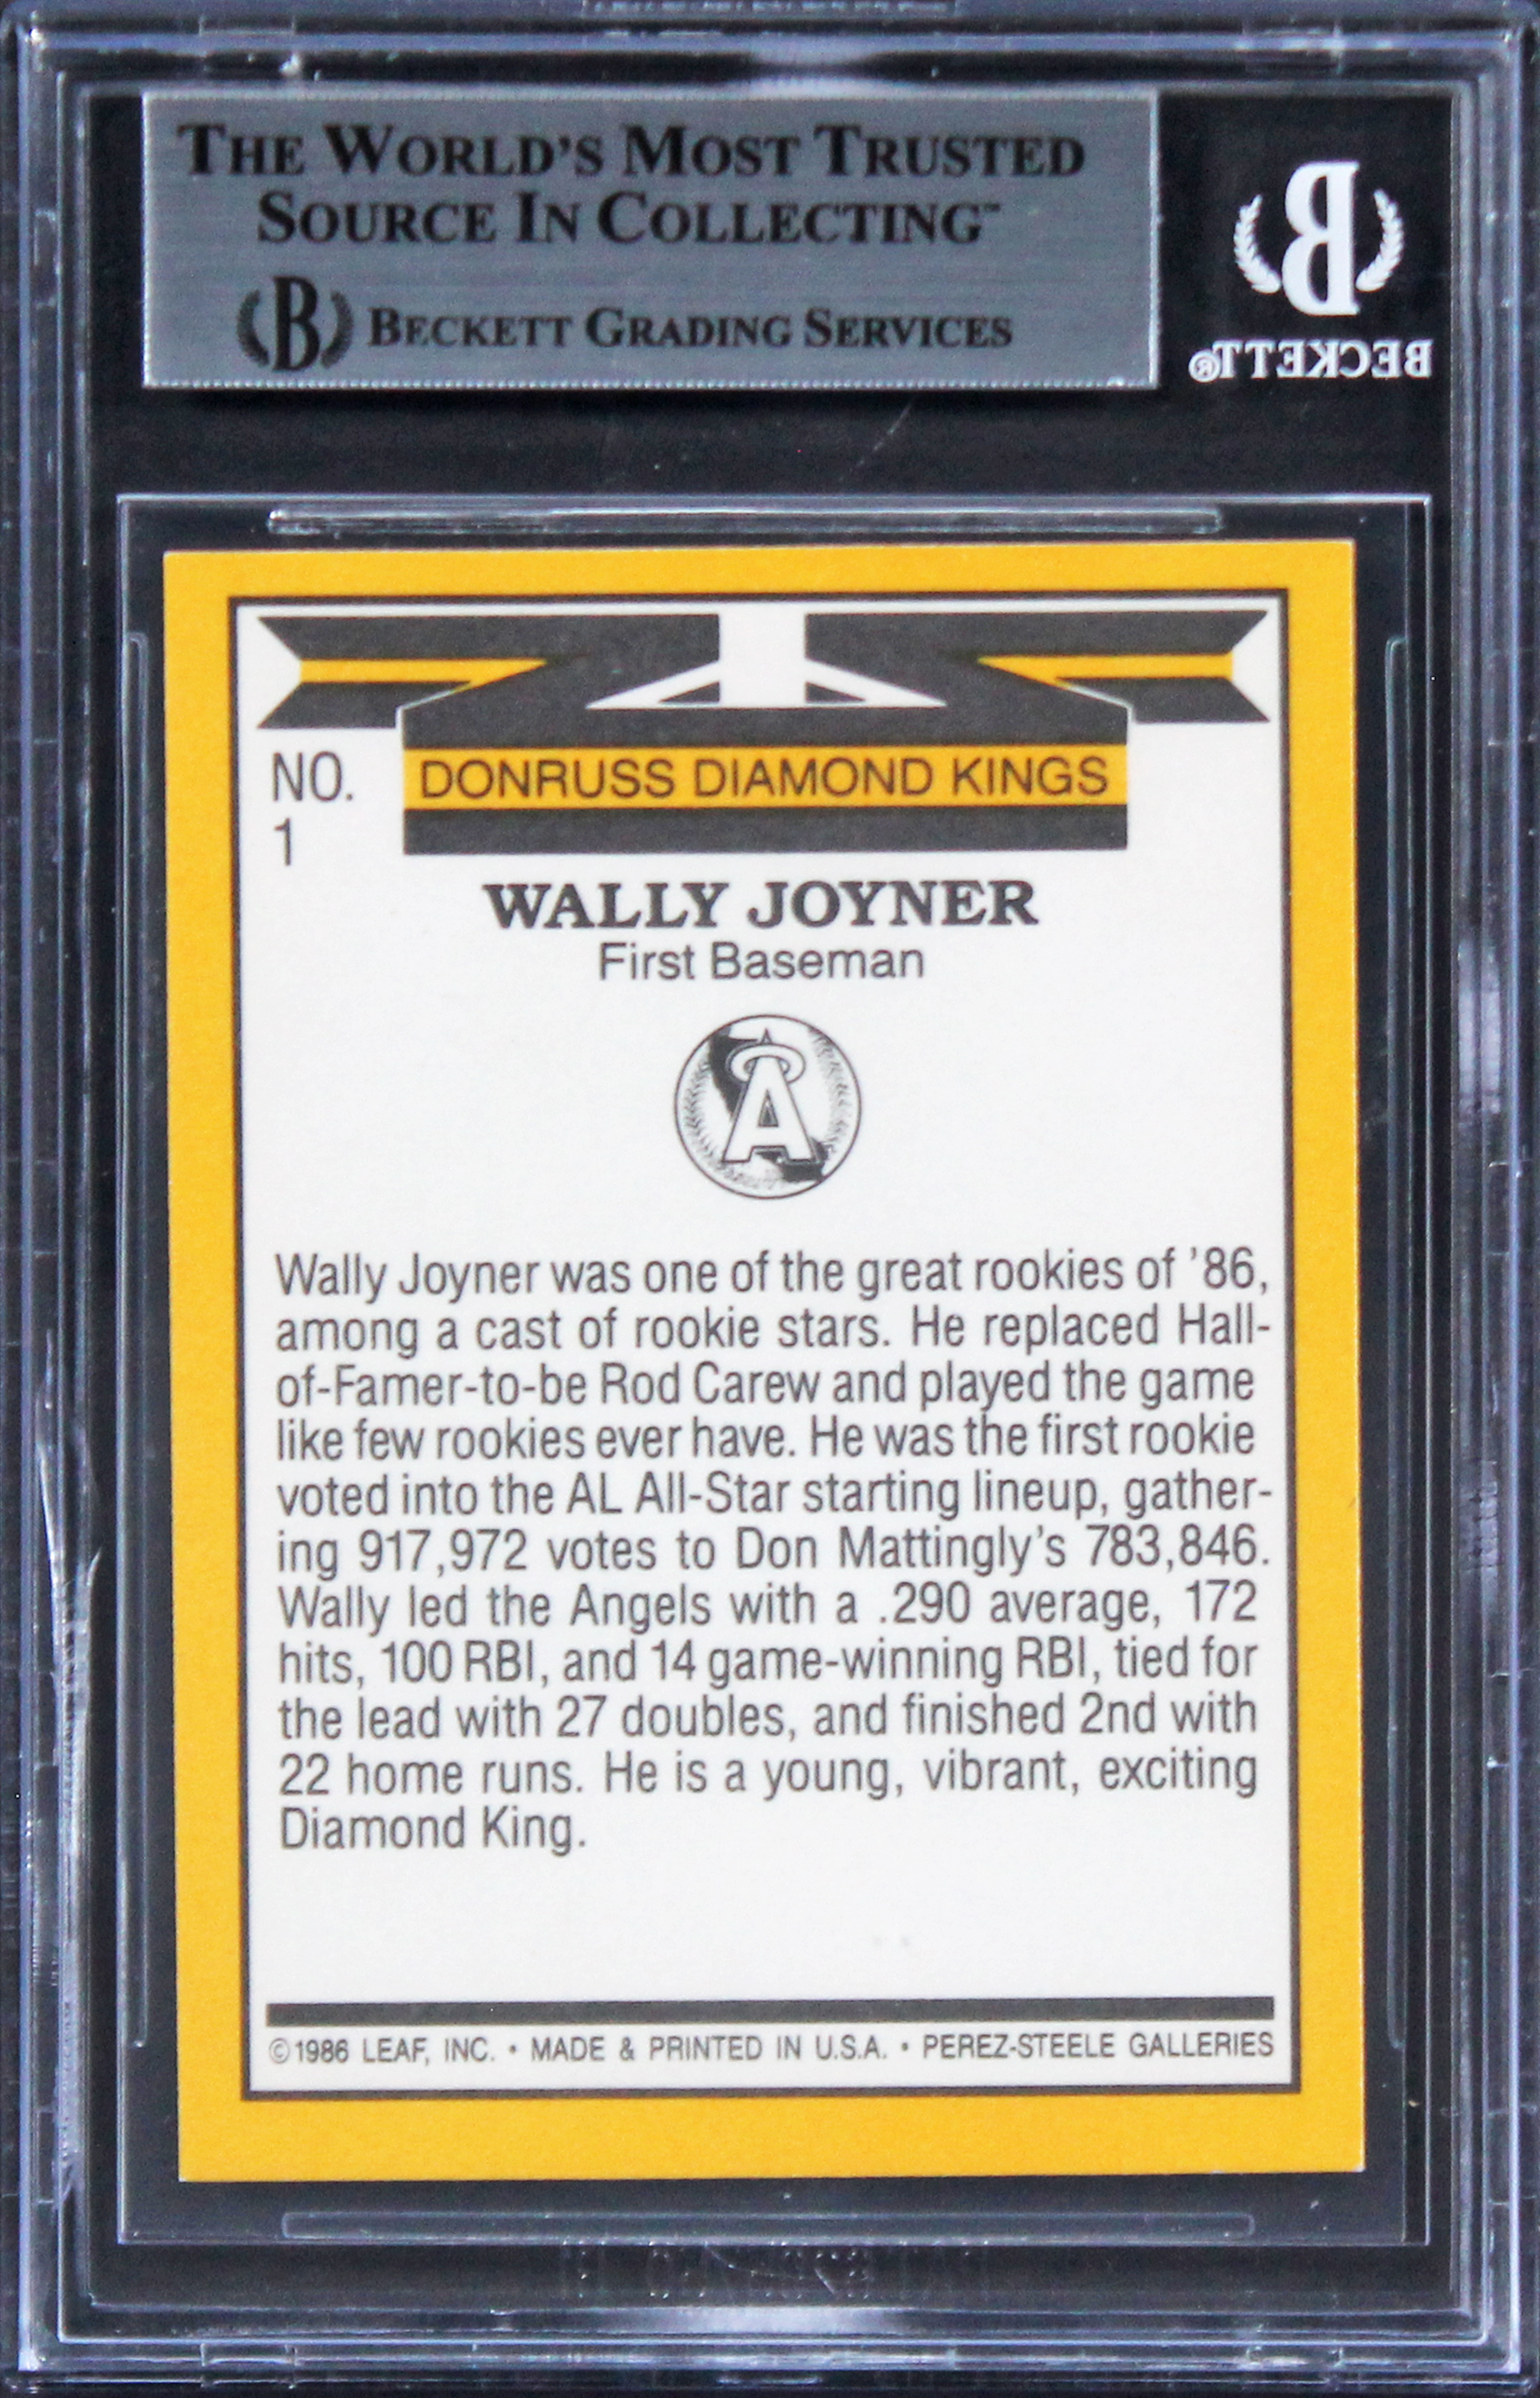 THE WORLD'S MOST TRUSTED
SOURCE IN COLLECTING™
B BECKETT GRADING SERVICES
B
BECKETT®
NO.
1
DONRUSS DIAMOND KINGS
WALLY JOYNER
First Baseman
A
Wally Joyner was one of the great rookies of '86,
among a cast of rookie stars. He replaced Hall-
of-Famer-to-be Rod Carew and played the game
like few rookies ever have. He was the first rookie
voted into the AL All-Star starting lineup, gather-
ing 917,972 votes to Don Mattingly's 783,846.
Wally led the Angels with a .290 average, 172
hits, 100 RBI, and 14 game-winning RBI, tied for
the lead with 27 doubles, and finished 2nd with
22 home runs. He is a young, vibrant, exciting
Diamond King.
©1986 LEAF, INC. • MADE & PRINTED IN U.S.A. • PEREZ-STEELE GALLERIES